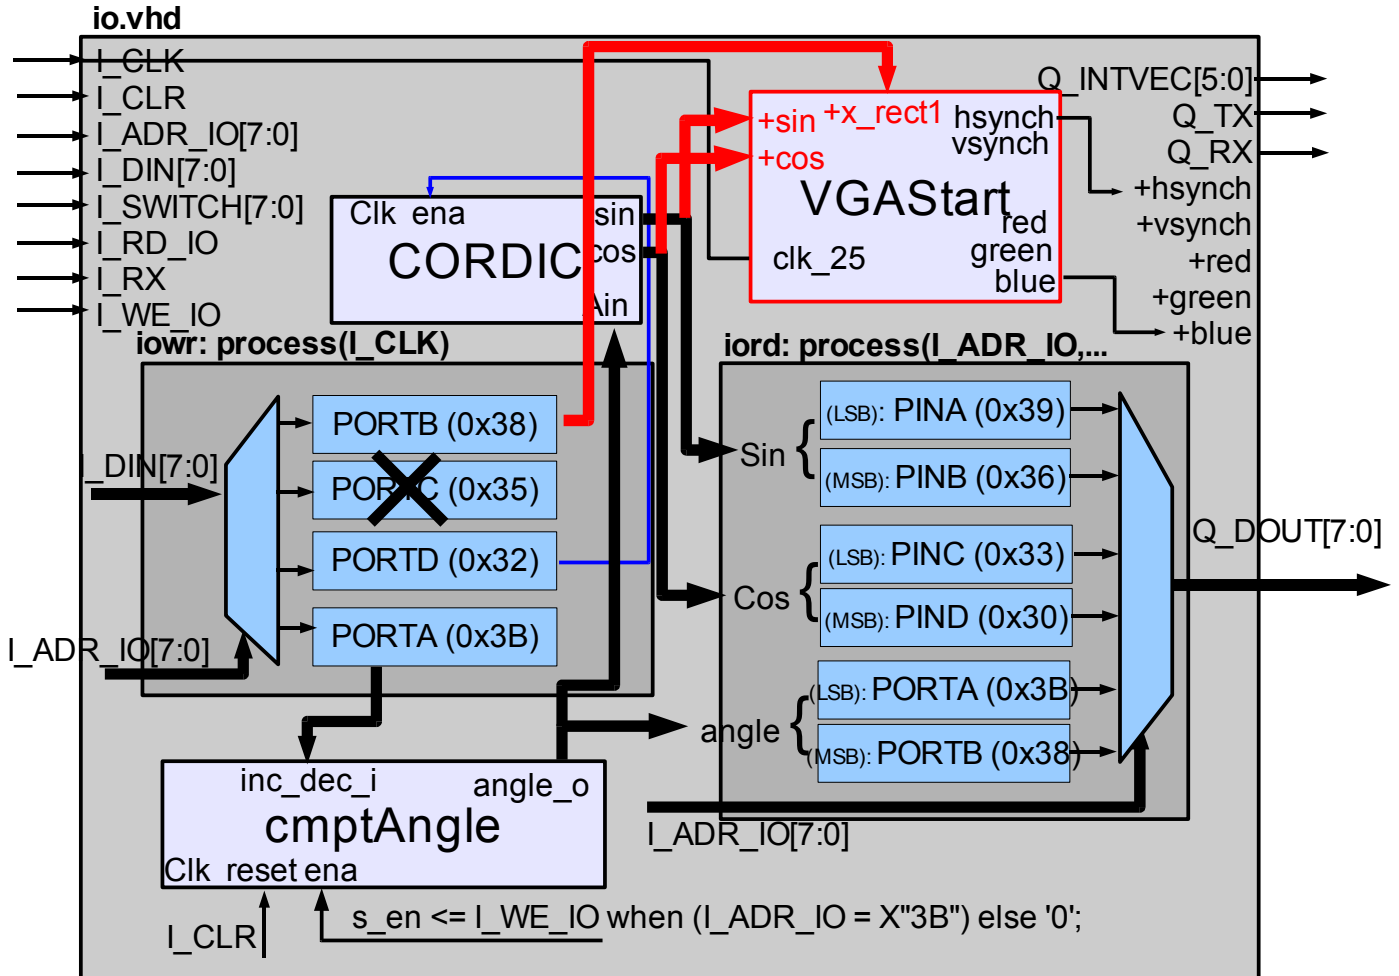 io.vhd
I_CLK
I_CLR
I_ADR_IO[7:0]
I_DIN[7:0]
I_SWITCH[7:0]
I_RD_IO
I_RX
I_WE_IO
Q_INTVEC[5:0]
Q_TX
Q_RX
+hsynch
+vsynch
+red
+green
+blue
+sin
+x_rect1
hsynch
+cos
vsynch
VGAStart
red
clk_25
green
blue
Clk ena
sin
CORDIC
cos
Ain
iowr: process(I_CLK)
I_DIN[7:0]
PORTB (0x38)
PORTC (0x35)
PORTD (0x32)
PORTA (0x3B)
I_ADR_IO[7:0]
iord: process(I_ADR_IO,...
Sin {
(LSB): PINA (0x39)
(MSB): PINB (0x36)
Cos {
(LSB): PINC (0x33)
(MSB): PIND (0x30)
angle {
(LSB): PORTA (0x3B)
(MSB): PORTB (0x38)
Q_DOUT[7:0]
I_ADR_IO[7:0]
inc_dec_i
angle_o
cmptAngle
Clk reset ena
I_CLR
s_en <= I_WE_IO when (I_ADR_IO = X"3B") else '0';